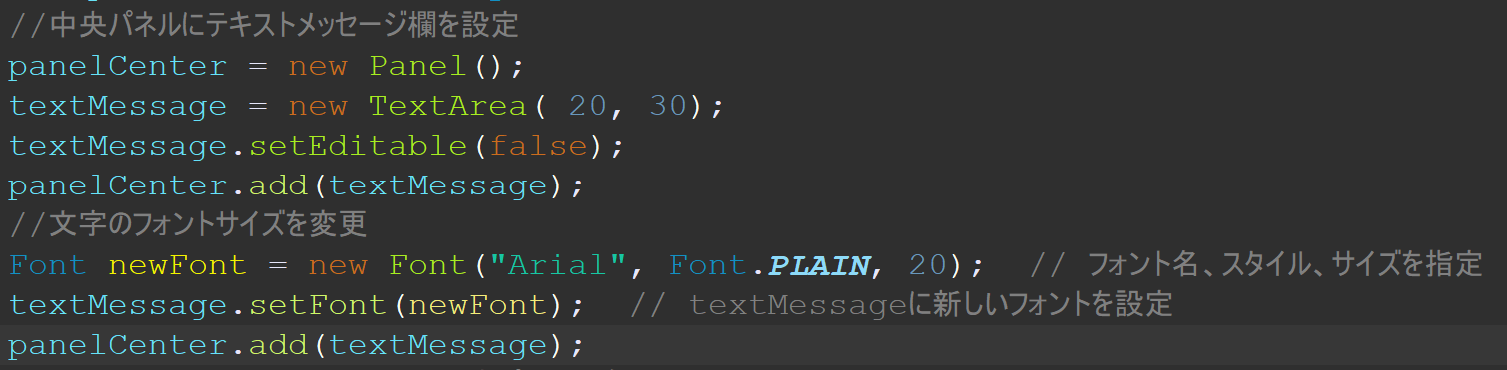 //中央パネルにテキストメッセージ欄を設定
panelCenter = new Panel();
textMessage = new TextArea( 20, 30);
textMessage.setEditable(false);
panelCenter.add(textMessage);
//文字のフォントサイズを変更
Font newFont = new Font("Arial", Font.PLAIN, 20);  // フォント名、スタイル、サイズを指定
textMessage.setFont(newFont);  // textMessageに新しいフォントを設定
panelCenter.add(textMessage);